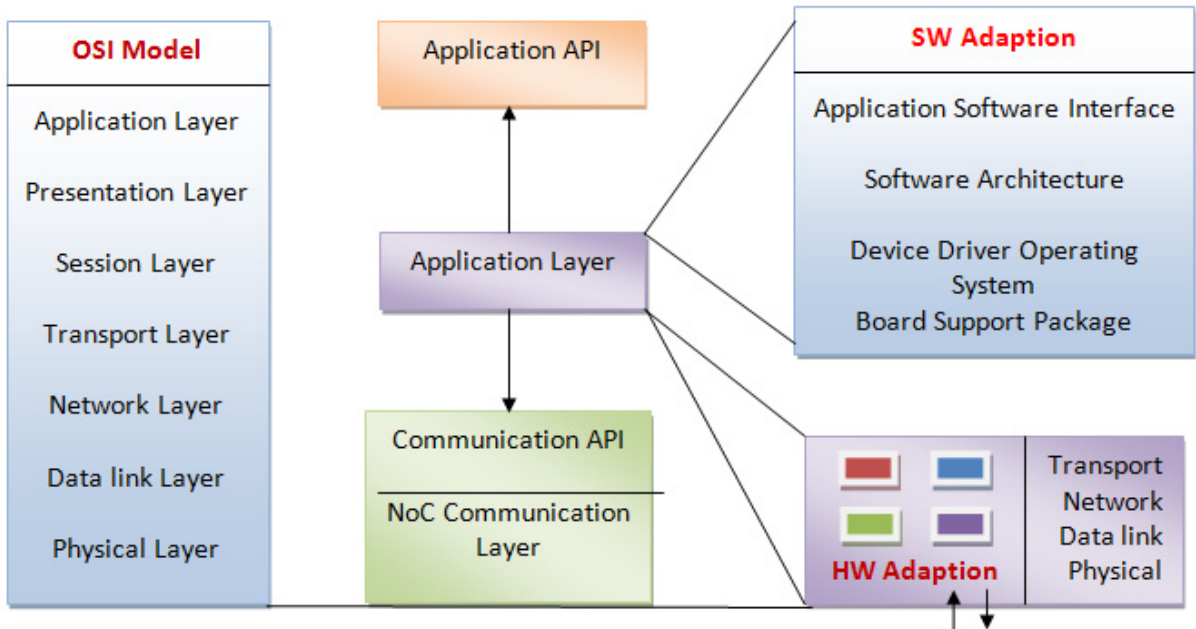 OSI Model
Application Layer
Presentation Layer
Session Layer
Transport Layer
Network Layer
Data link Layer
Physical Layer
Application API
Application Layer
Communication API
NoC Communication
Layer
SW Adaption
Application Software Interface
Software Architecture
Device Driver Operating
System
Board Support Package
HW Adaption
Transport
Network
Data link
Physical